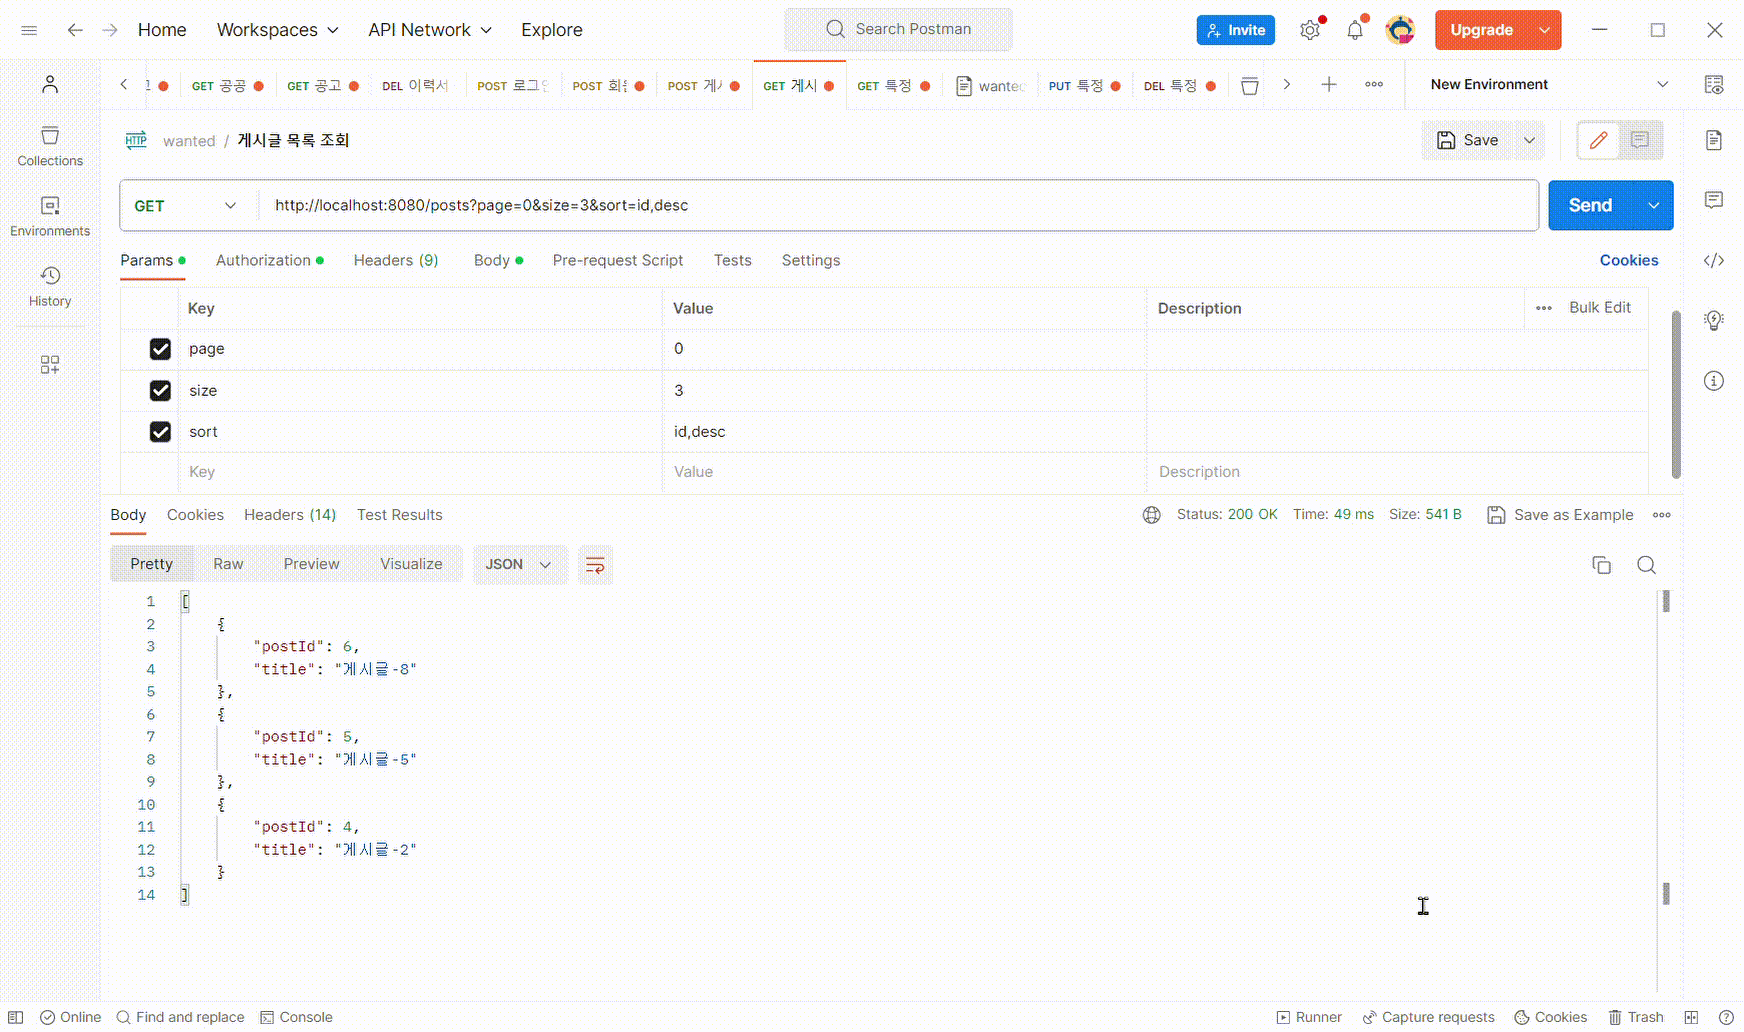 Home Workspaces API Network Explore Search Postman Invite Upgrade
GET 공공 GET 공고 DEL 이력서 POST 로그인 POST POST 게시 GET 게시 GET 특정 wanted PUT 특정 DEL 특정 New Environment
HTTP wanted / 게시글 목록 조회 Save
Collections
Environments
History
GET http://localhost:8080/posts?page=0&size=3&sort=id,desc Send
Params Authorization Headers (9) Body Pre-request Script Tests Settings Cookies
Key Value Description Bulk Edit
page 0
size 3
sort id,desc
Key Value Description
Body Cookies Headers (14) Test Results Status: 200 OK Time: 49 ms Size: 541 B Save as Example
Pretty Raw Preview Visualize JSON
1 [
2 {
3 "postId": 6,
4 "title": "게시글-8"
5 },
6 {
7 "postId": 5,
8 "title": "게시글-5"
9 },
10 {
11 "postId": 4,
12 "title": "게시글-2"
13 }
14 ]
Online Find and replace Console Runner Capture requests Cookies Trash